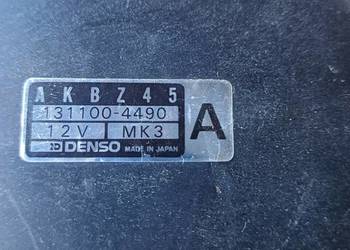 AKBZ45
131100-4490
12V MK3 A
DENSO MADE IN JAPAN